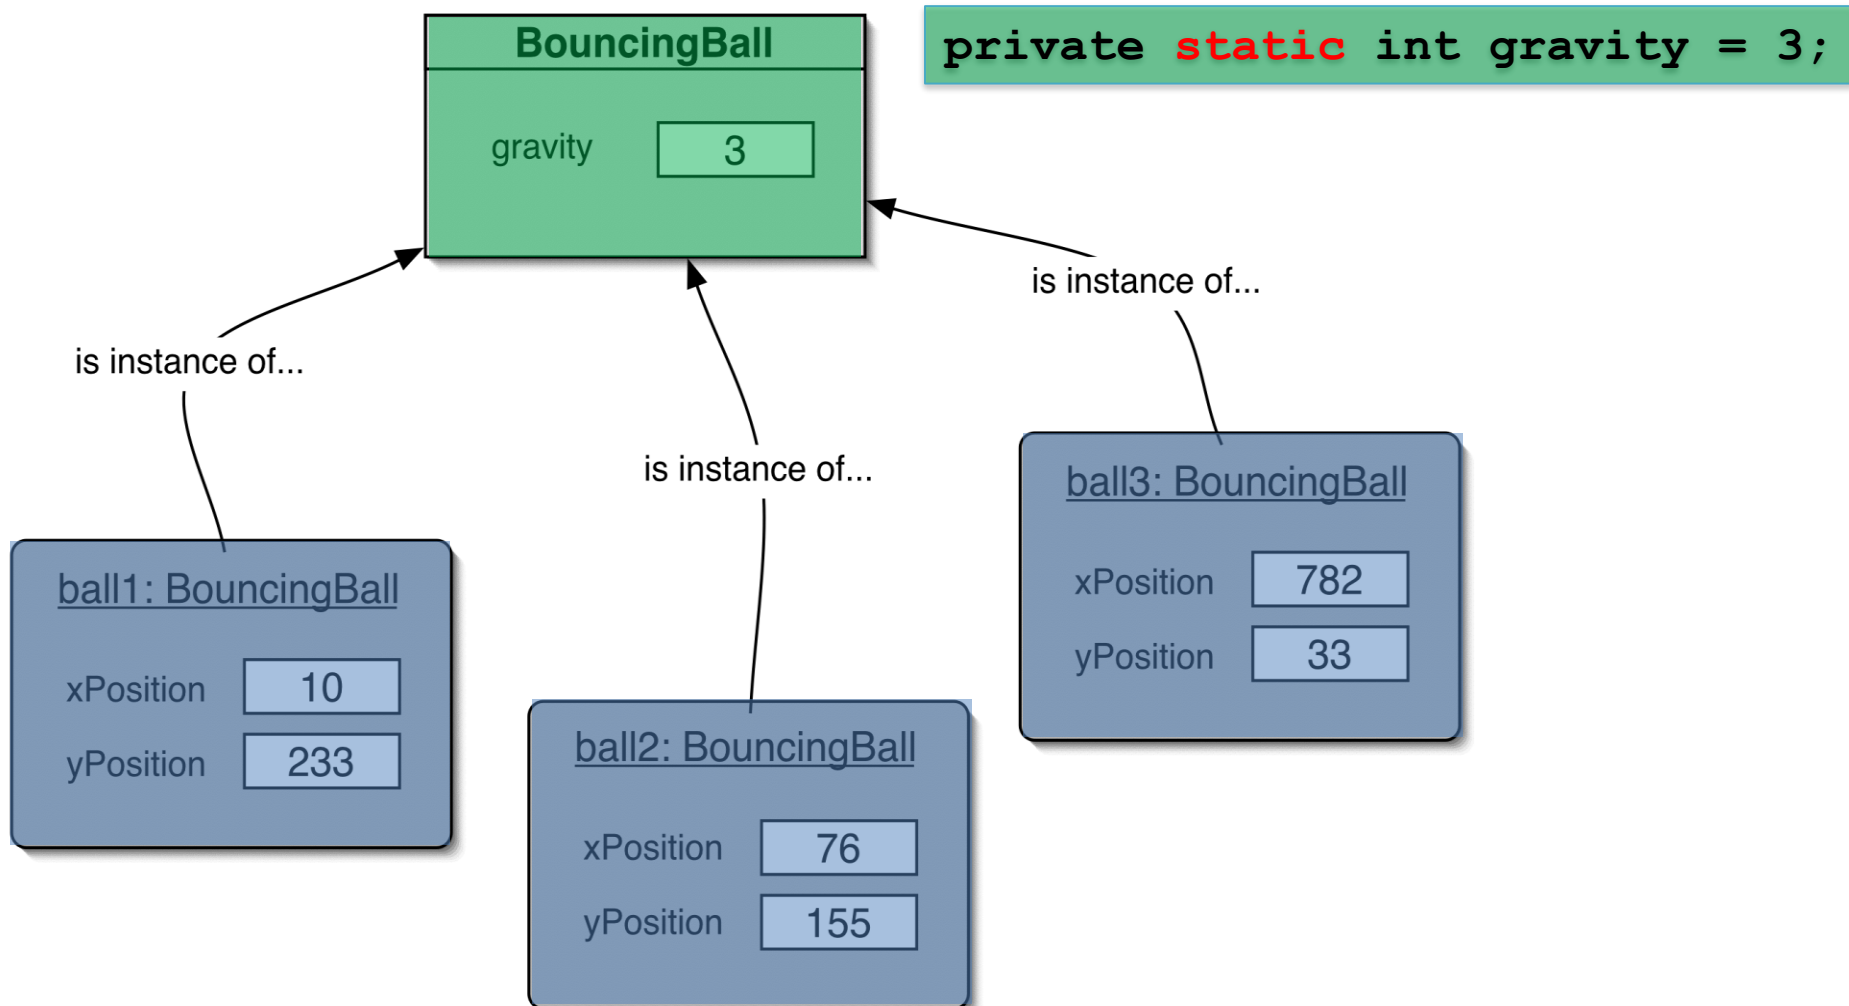 BouncingBall
private static int gravity = 3;
gravity 3
is instance of...
is instance of...
is instance of...
ball1: BouncingBall
xPosition 10
yPosition 233
ball2: BouncingBall
xPosition 76
yPosition 155
ball3: BouncingBall
xPosition 782
yPosition 33